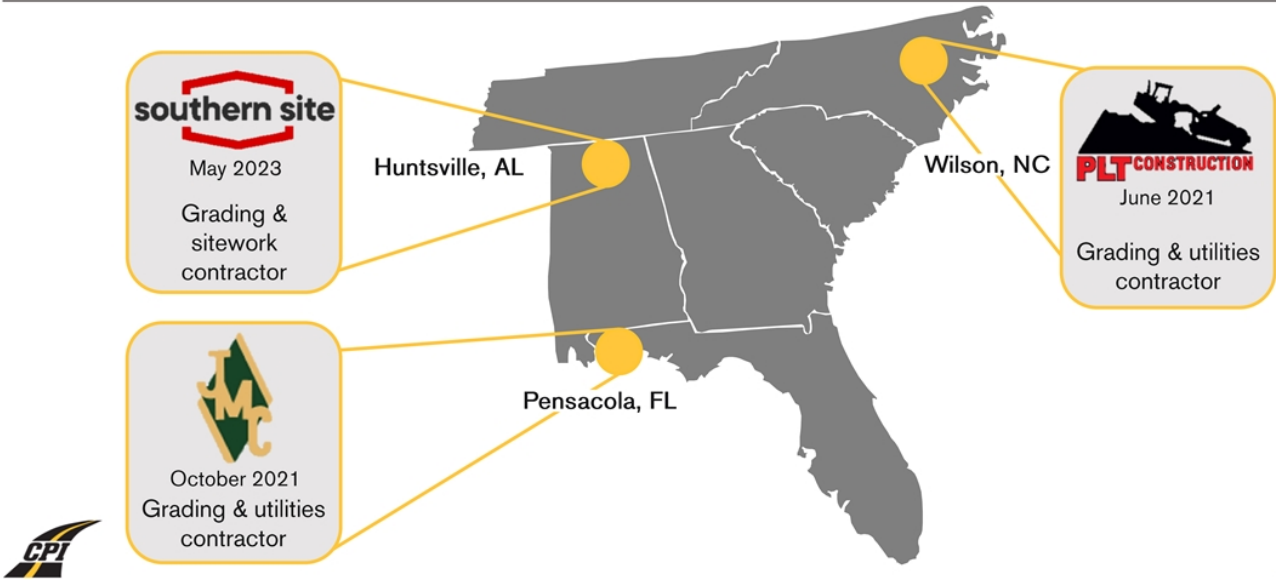 southern site
May 2023
Grading &
sitework
contractor
Huntsville, AL
JMC
October 2021
Grading & utilities
contractor
Pensacola, FL
Wilson, NC
PLT CONSTRUCTION
June 2021
Grading & utilities
contractor
CPI